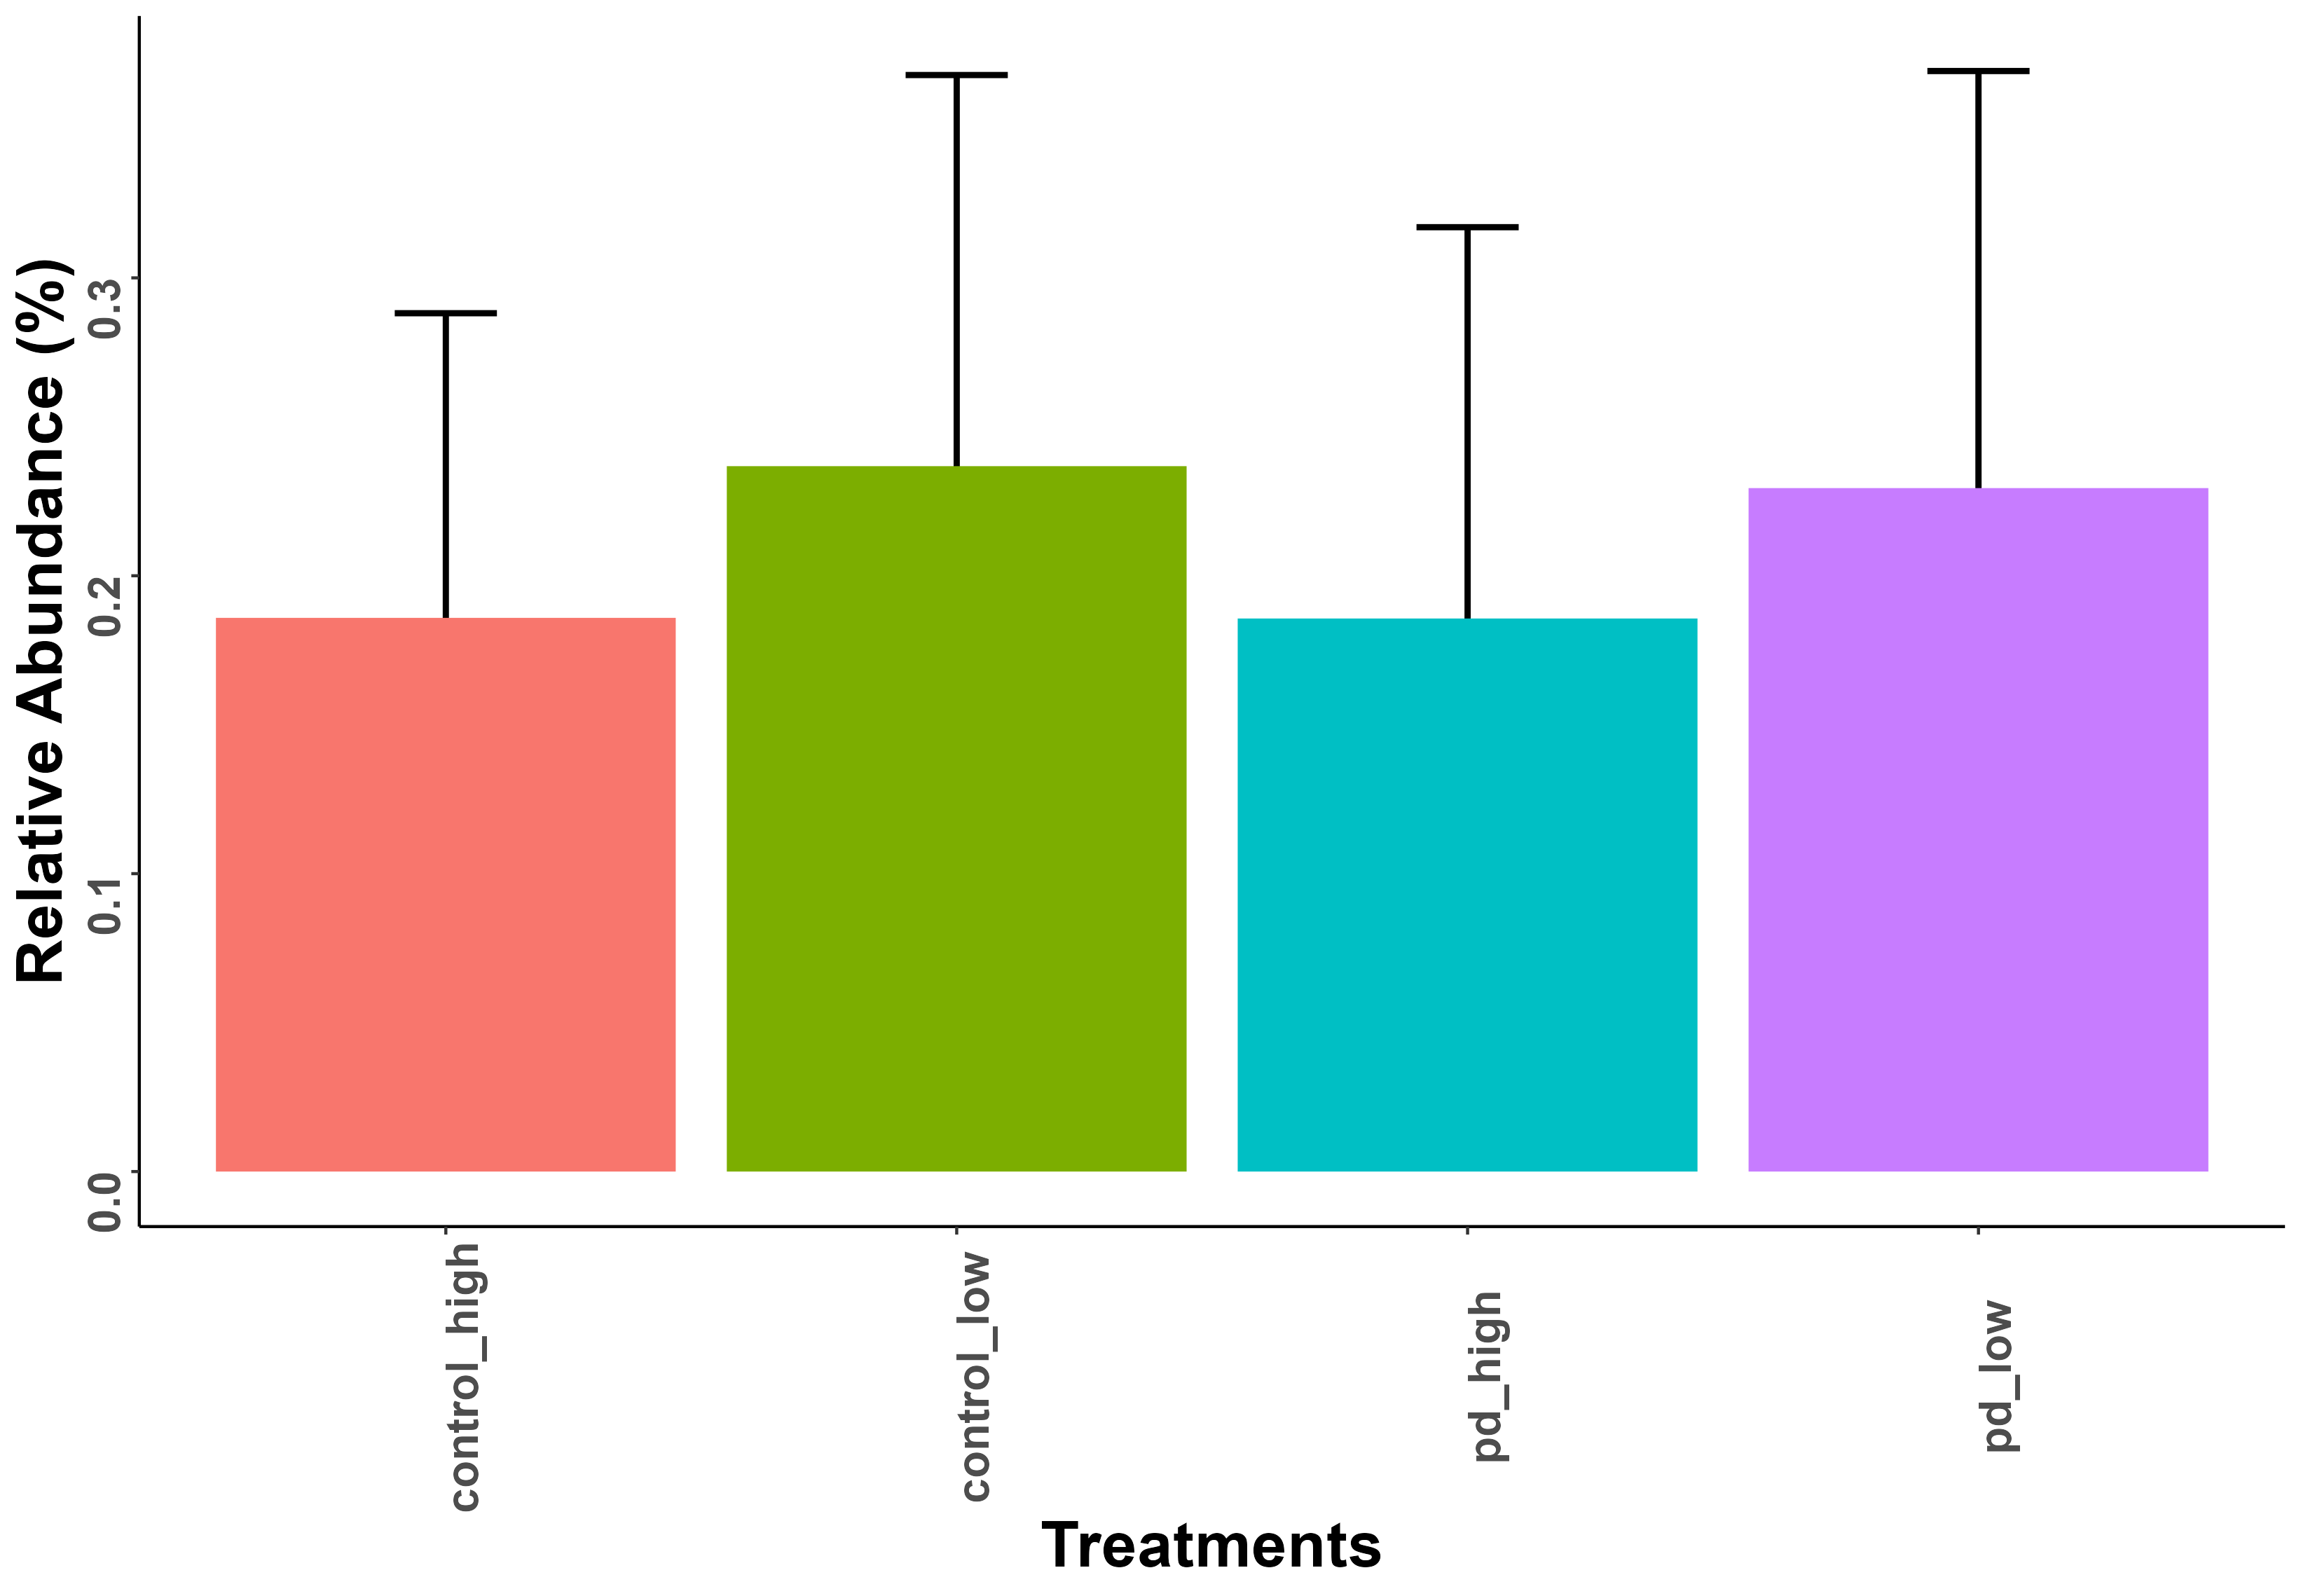 Relative Abundance (%)
0.3
0.2
0.1
0.0
control_high
control_low
pd_high
pd_low
Treatments